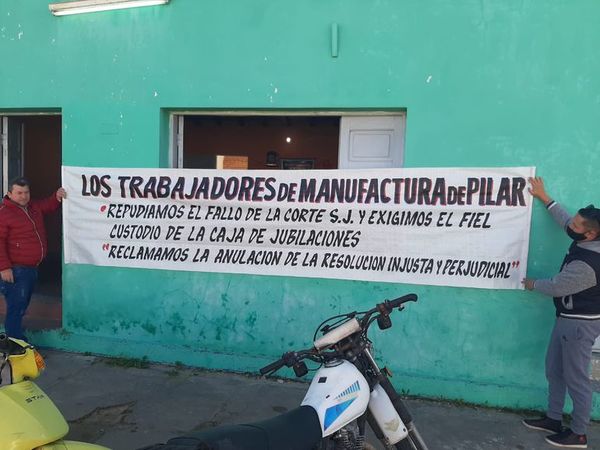 LOS TRABAJADORES DE MANUFACTURA DE PILAR
"REPUDIAMOS EL FALLO DE LA CORTE S.J. Y EXIGIMOS EL FIEL
CUSTODIO DE LA CAJA DE JUBILACIONES
"RECLAMAMOS LA ANULACION DE LA RESOLUCION INJUSTA Y PERJUDICIAL"
STAR